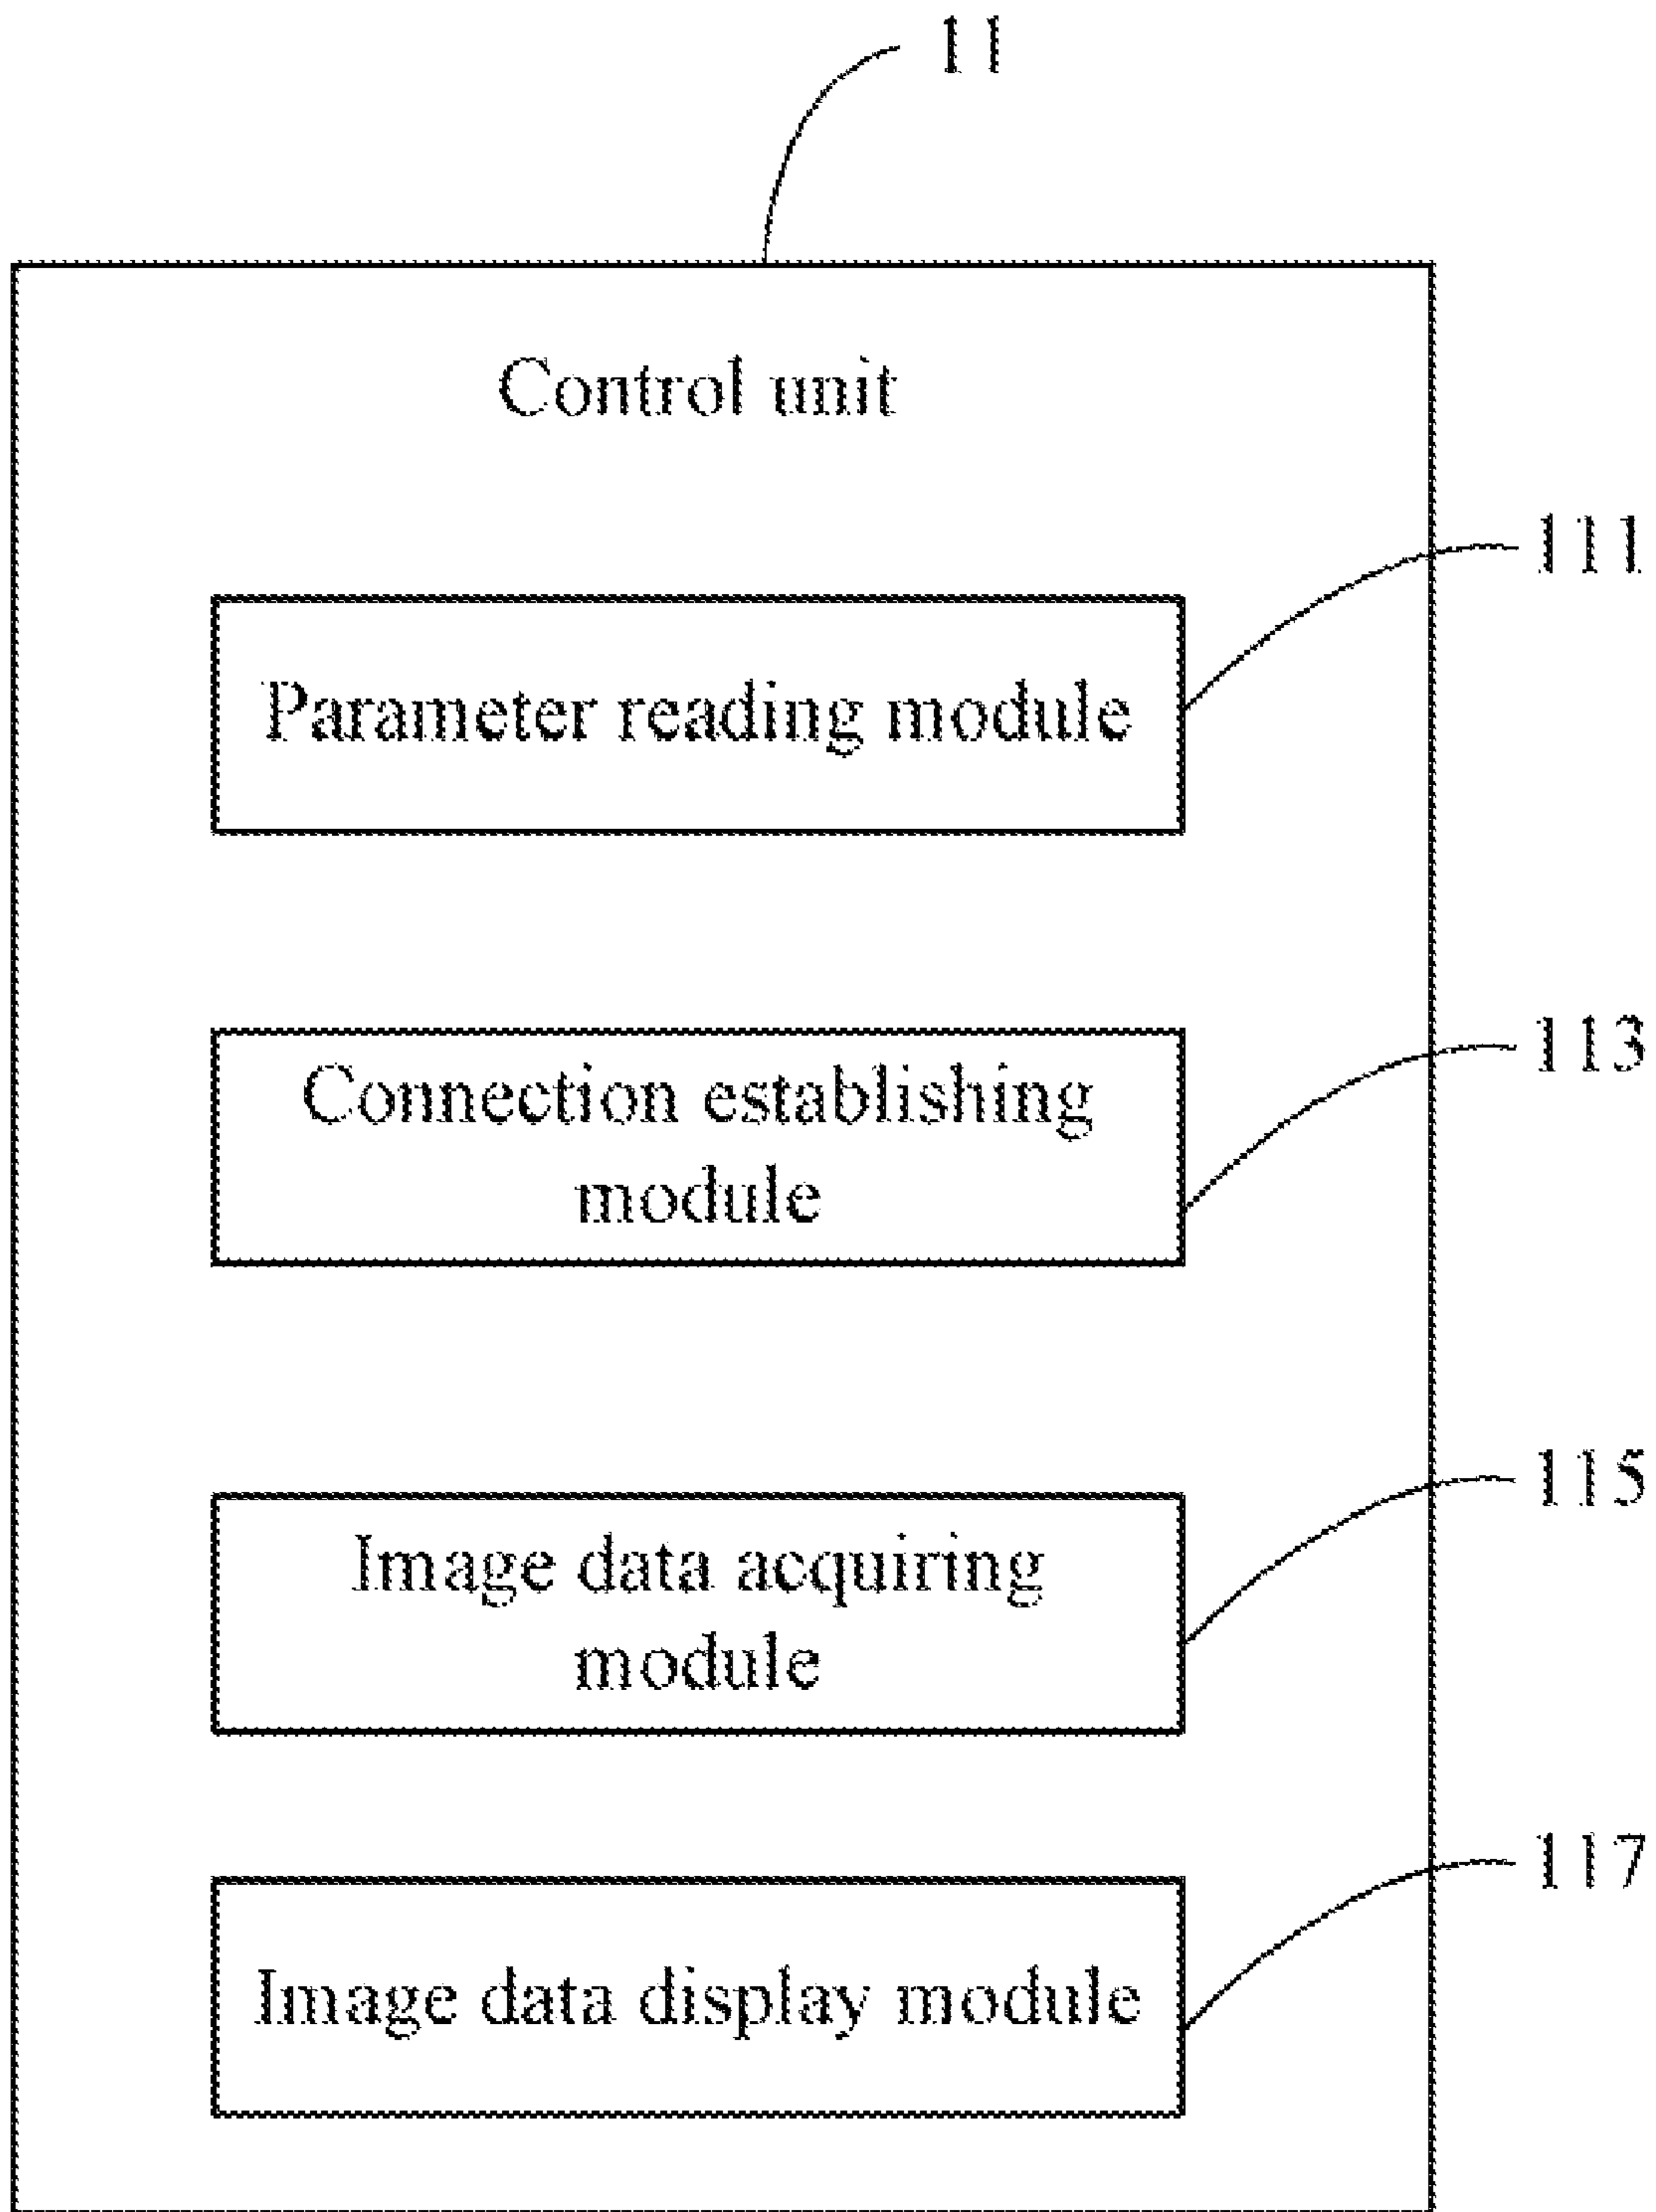 11
Control unit
111
Parameter reading module
113
Connection establishing
module
115
Image data acquiring
module
117
Image data display module